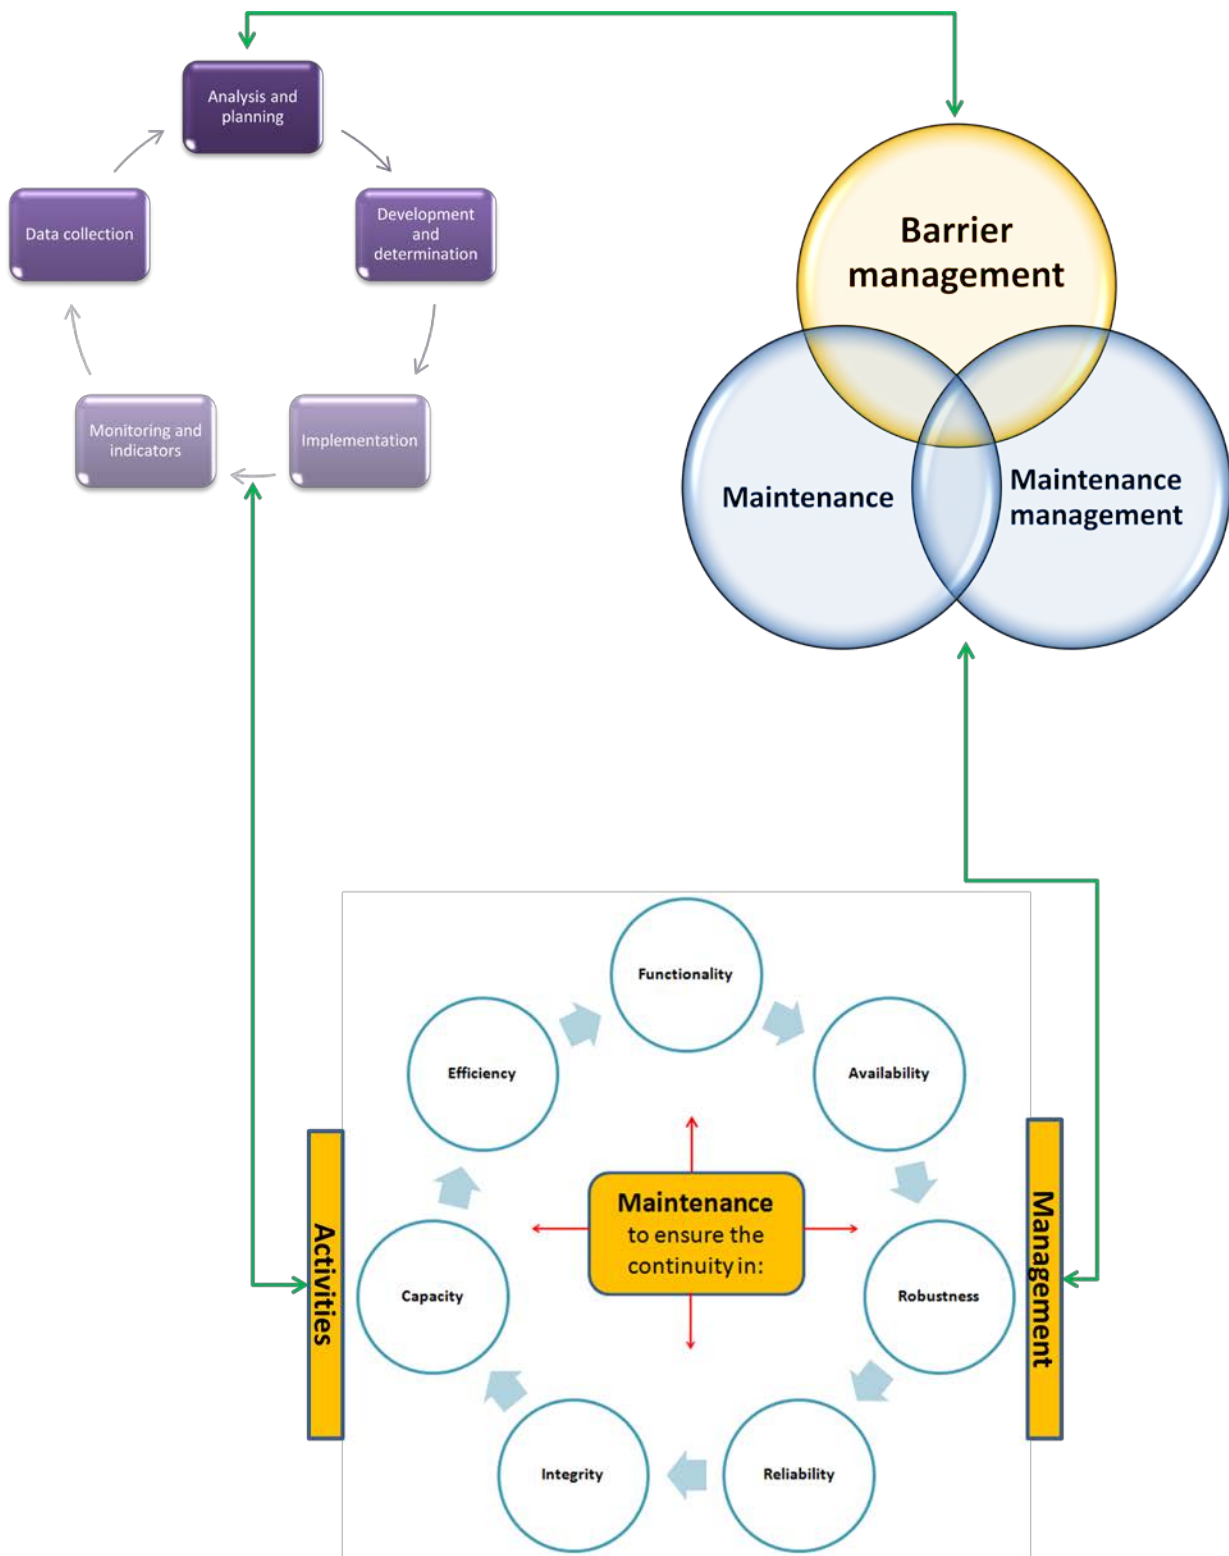 Analysis and
planning
Data collection
Development
and
determination
Monitoring and
indicators
Implementation
Barrier
management
Maintenance
Maintenance
management
Functionality
Efficiency
Availability
Maintenance
to ensure the
continuity in:
Activities
Management
Capacity
Robustness
Integrity
Reliability